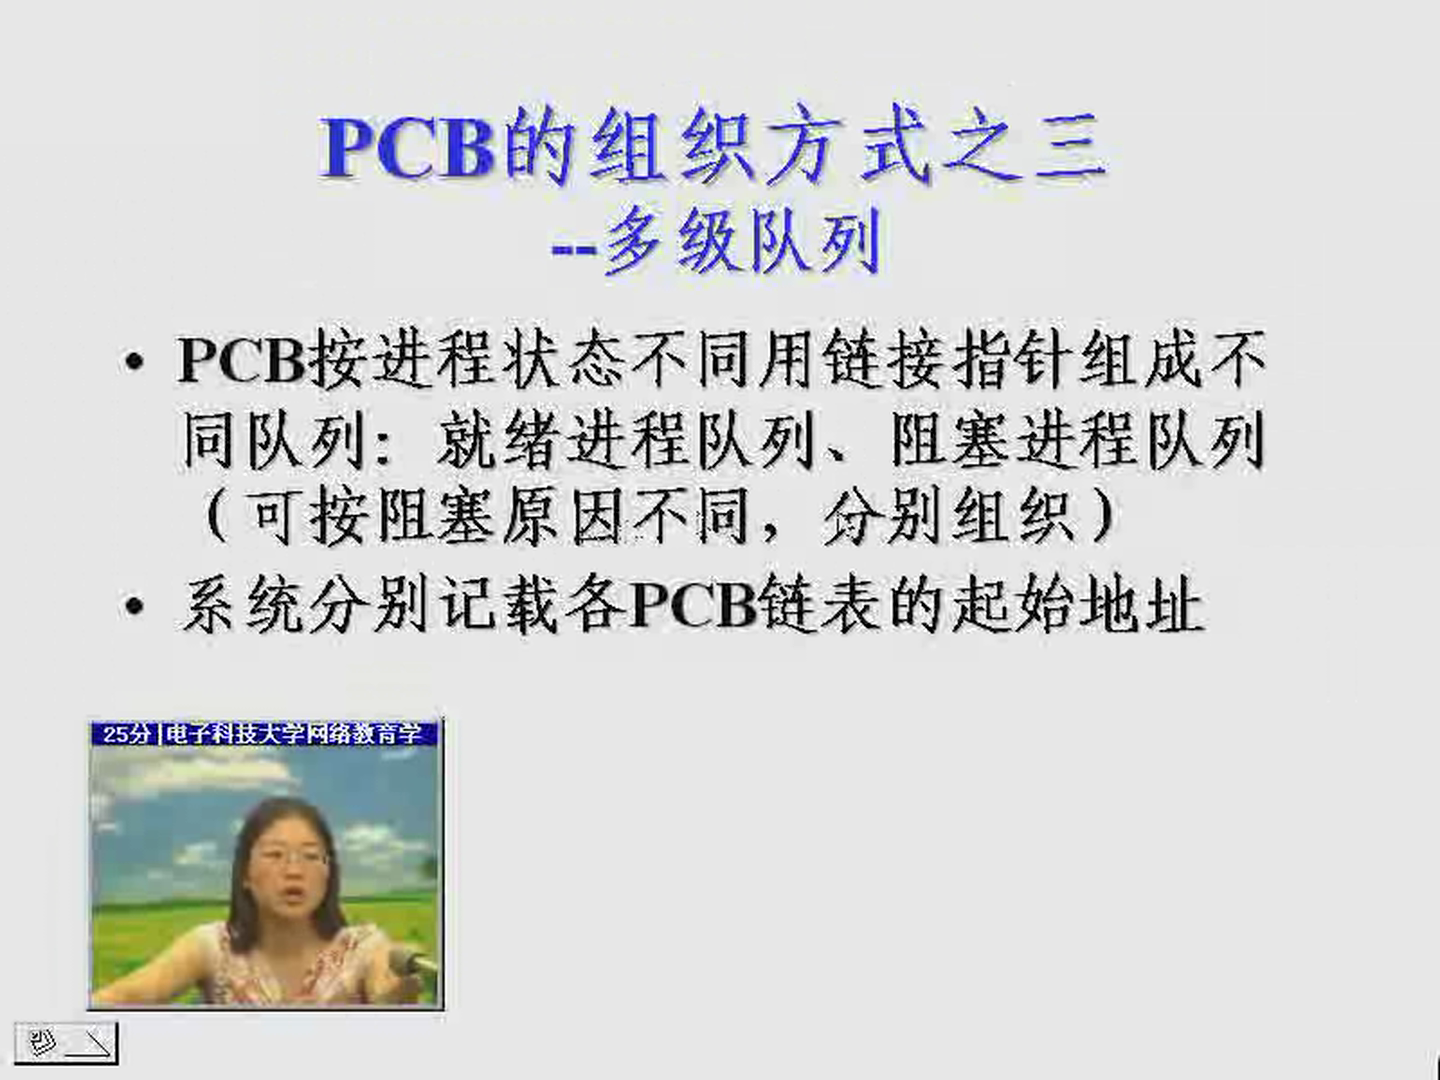 PCB的组织方式之三
--多级队列
• PCB按进程状态不同用链接指针组成不
同队列：就绪进程队列、阻塞进程队列
（可按阻塞原因不同，分别组织）
• 系统分别记载各PCB链表的起始地址
25分|电子科技大学网络教育学